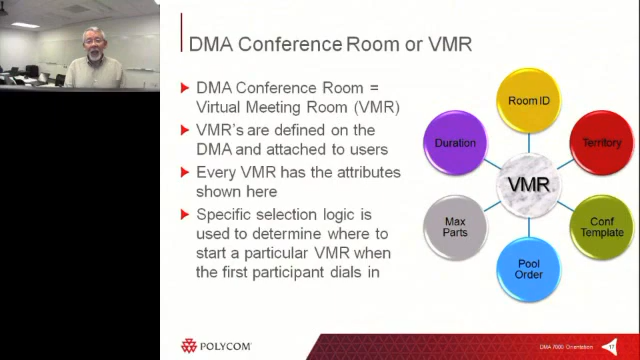 DMA Conference Room or VMR
DMA Conference Room =
Virtual Meeting Room (VMR)
VMR's are defined on the
DMA and attached to users
Every VMR has the attributes
shown here
Specific selection logic is
used to determine where to
start a particular VMR when
the first participant dials in
Room ID
Duration
Territory
VMR
Max
Parts
Conf
Template
Pool
Order
POLYCOM
DMA 7000 Orientation
17